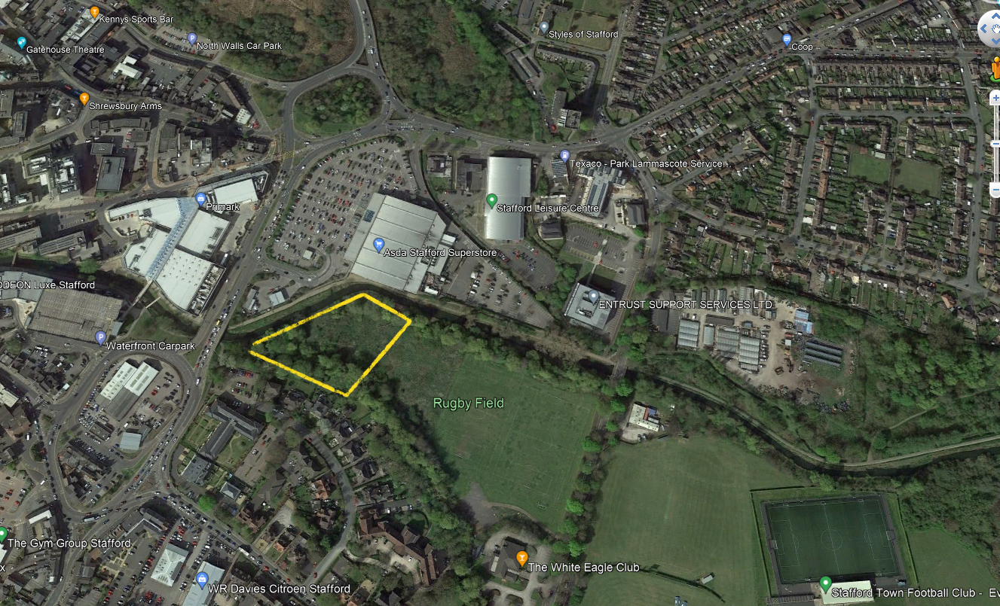 Kennys Sports Bar
Styles of Stafford
Gatehouse Theatre
North Walls Car Park
Coop
Shrewsbury Arms
Texaco - Park Lammascote Service...
Primark
Stafford Leisure Centre
Asda Stafford Superstore
ODEON Luxe Stafford
ENTRUST SUPPORT SERVICES LTD
Waterfront Carpark
Rugby Field
The Gym Group Stafford
x
The White Eagle Club
WR Davies Citroen Stafford
Stafford Town Football Club - Ev